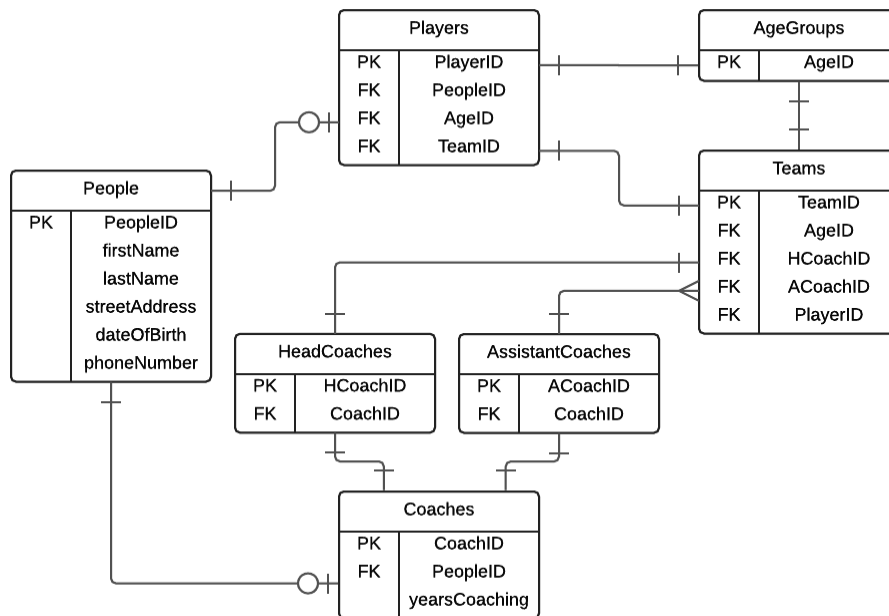 Players
PK PlayerID
FK PeopleID
FK AgeID
FK TeamID
AgeGroups
PK AgeID
People
PK PeopleID
firstName
lastName
streetAddress
dateOfBirth
phoneNumber
Teams
PK TeamID
FK AgeID
FK HCoachID
FK ACoachID
FK PlayerID
HeadCoaches
PK HCoachID
FK CoachID
AssistantCoaches
PK ACoachID
FK CoachID
Coaches
PK CoachID
FK PeopleID
yearsCoaching